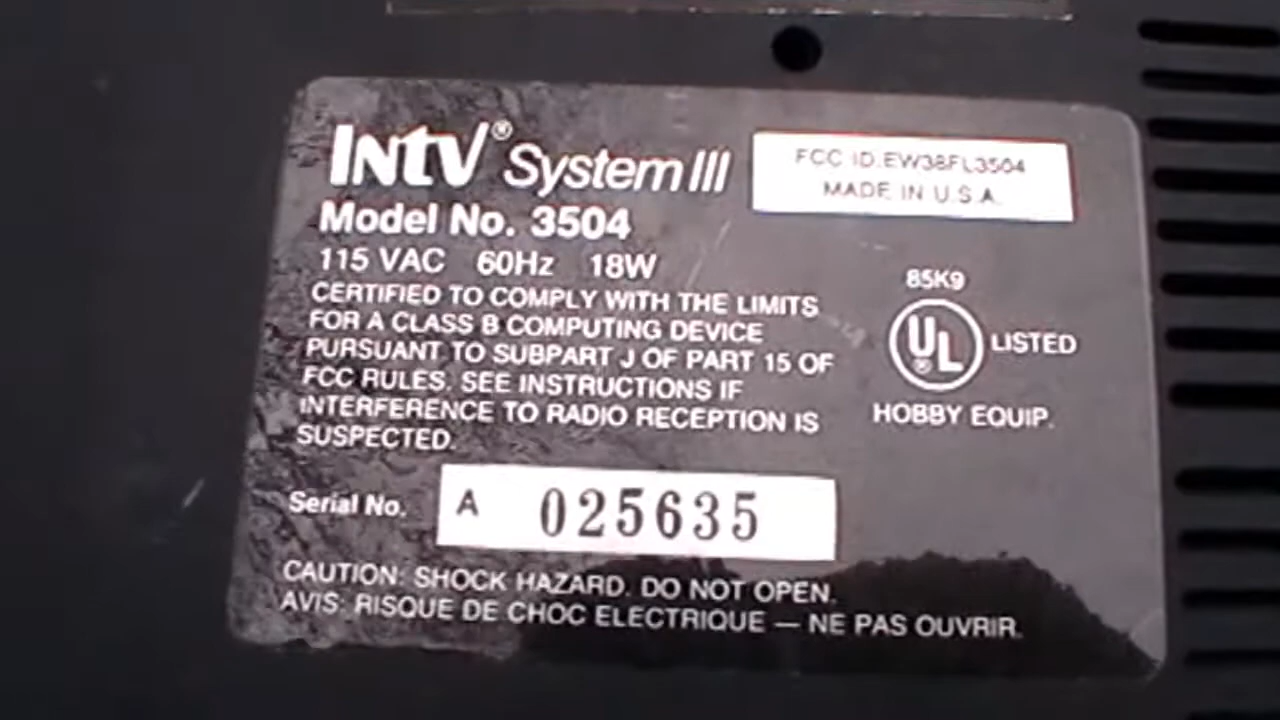 INTV® System III
FCC ID.EW38FL3504
MADE IN U.S.A.
Model No. 3504
115 VAC 60Hz 18W
CERTIFIED TO COMPLY WITH THE LIMITS
FOR A CLASS B COMPUTING DEVICE
PURSUANT TO SUBPART J OF PART 15 OF
FCC RULES. SEE INSTRUCTIONS IF
INTERFERENCE TO RADIO RECEPTION IS
SUSPECTED.
85K9
UL® LISTED
HOBBY EQUIP.
Serial No. A 025635
CAUTION: SHOCK HAZARD. DO NOT OPEN.
AVIS: RISQUE DE CHOC ELECTRIQUE — NE PAS OUVRIR.